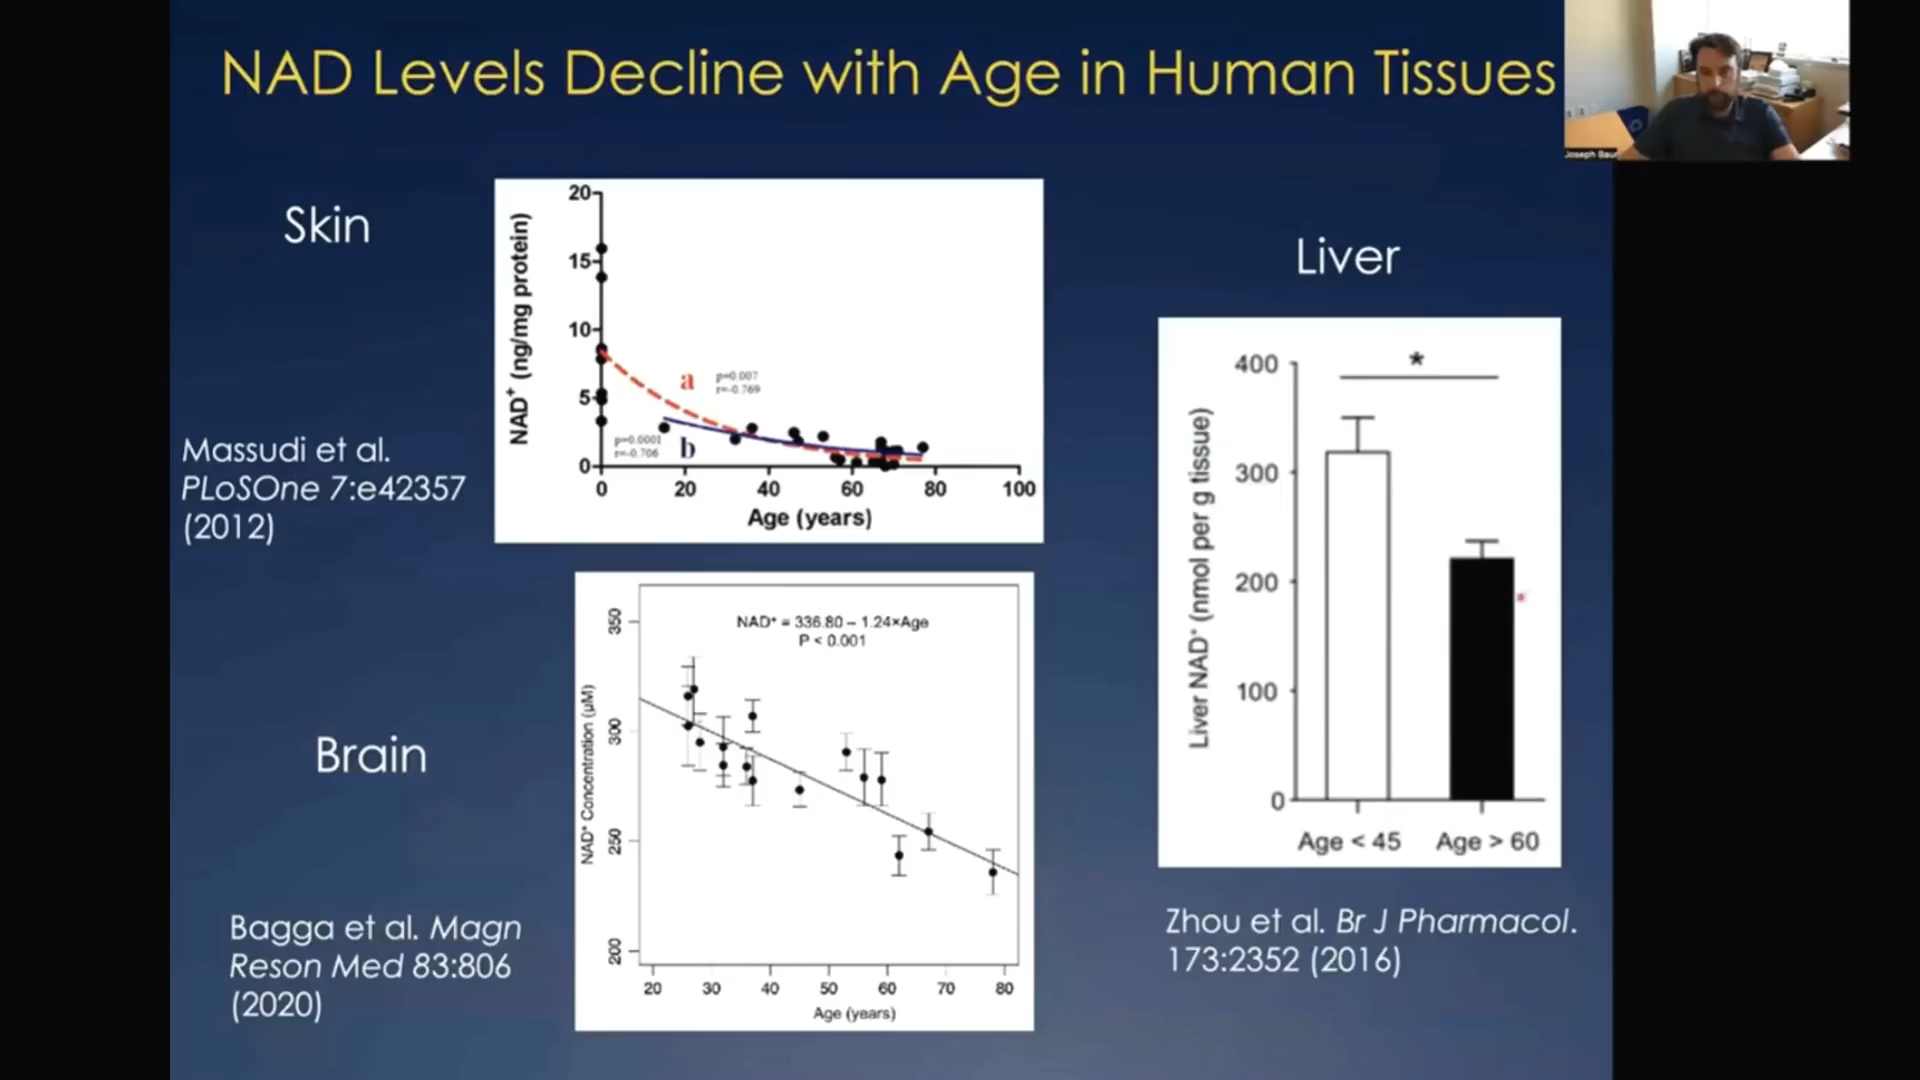 NAD Levels Decline with Age in Human Tissues
Joseph Baur
Skin
Massudi et al.
PLoSOne 7:e42357
(2012)
NAD⁺ (ng/mg protein)
20
15
10
5
0
a
p=0.007
r=-0.769
p=0.0001
r=-0.706
b
0 20 40 60 80 100
Age (years)
Brain
Bagga et al. Magn
Reson Med 83:806
(2020)
NAD⁺ Concentration (µM)
350
300
250
200
NAD⁺ = 336.80 – 1.24×Age
P < 0.001
20 30 40 50 60 70 80
Age (years)
Liver
Liver NAD⁺ (nmol per g tissue)
400
300
200
100
0
*
Age < 45 Age > 60
Zhou et al. Br J Pharmacol.
173:2352 (2016)